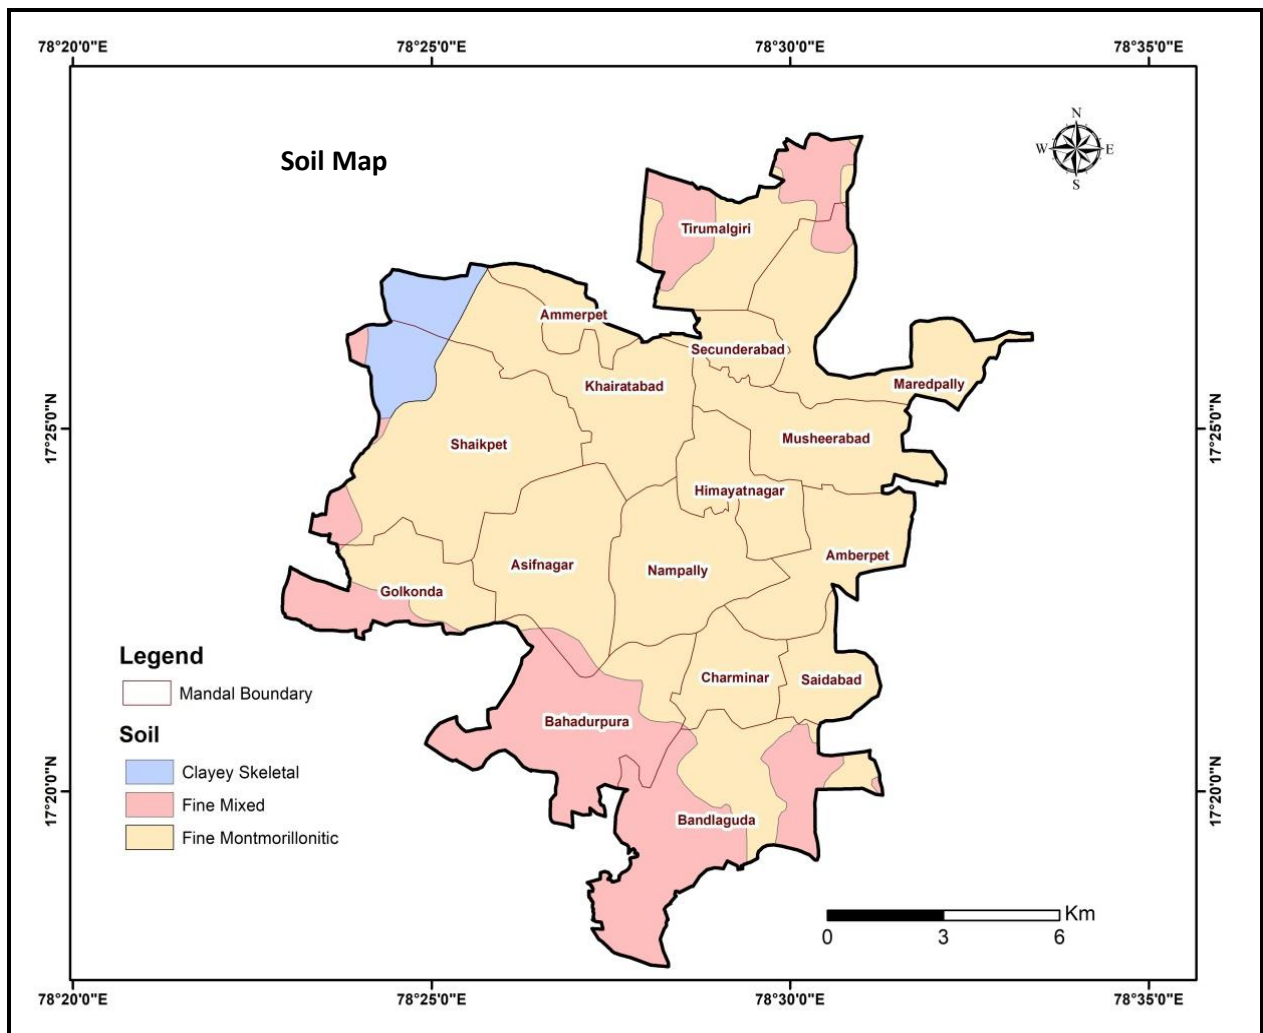 78°20'0"E
78°25'0"E
78°30'0"E
78°35'0"E
Soil Map
N
W
E
S
Tirumalgiri
Ammerpet
Secunderabad
Khairatabad
Maredpally
17°25'0"N
17°25'0"N
Shaikpet
Musheerabad
Himayatnagar
Amberpet
Asifnagar
Nampally
Golkonda
Charminar
Saidabad
Bahadurpura
Bandlaguda
17°20'0"N
17°20'0"N
Legend
Mandal Boundary
Soil
Clayey Skeletal
Fine Mixed
Fine Montmorillonitic
Km
0
3
6
78°20'0"E
78°25'0"E
78°30'0"E
78°35'0"E